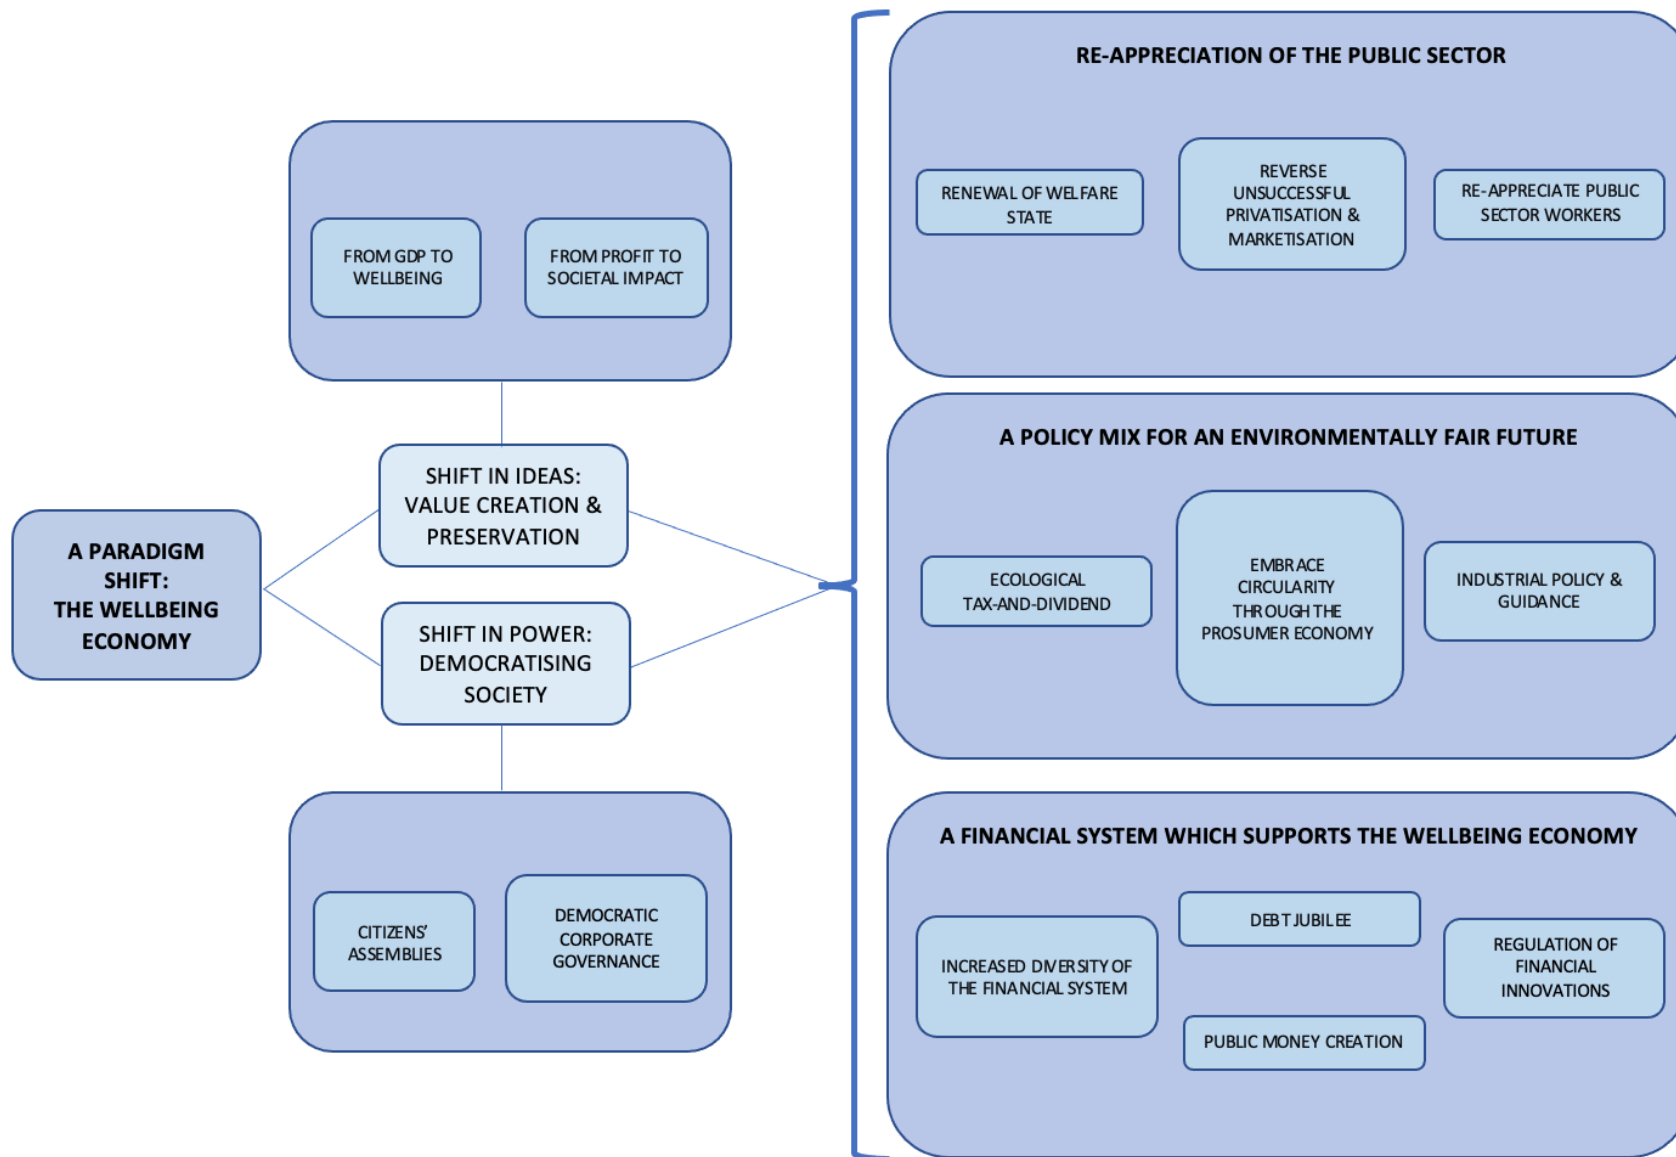 A PARADIGM
SHIFT:
THE WELLBEING
ECONOMY
FROM GDP TO
WELLBEING
FROM PROFIT TO
SOCIETAL IMPACT
SHIFT IN IDEAS:
VALUE CREATION &
PRESERVATION
SHIFT IN POWER:
DEMOCRATISING
SOCIETY
CITIZENS’
ASSEMBLIES
DEMOCRATIC
CORPORATE
GOVERNANCE
RE-APPRECIATION OF THE PUBLIC SECTOR
RENEWAL OF WELFARE
STATE
REVERSE
UNSUCCESSFUL
PRIVATISATION &
MARKETISATION
RE-APPRECIATE PUBLIC
SECTOR WORKERS
A POLICY MIX FOR AN ENVIRONMENTALLY FAIR FUTURE
ECOLOGICAL
TAX-AND-DIVIDEND
EMBRACE
CIRCULARITY
THROUGH THE
PROSUMER ECONOMY
INDUSTRIAL POLICY &
GUIDANCE
A FINANCIAL SYSTEM WHICH SUPPORTS THE WELLBEING ECONOMY
INCREASED DIVERSITY OF
THE FINANCIAL SYSTEM
DEBT JUBILEE
PUBLIC MONEY CREATION
REGULATION OF
FINANCIAL
INNOVATIONS